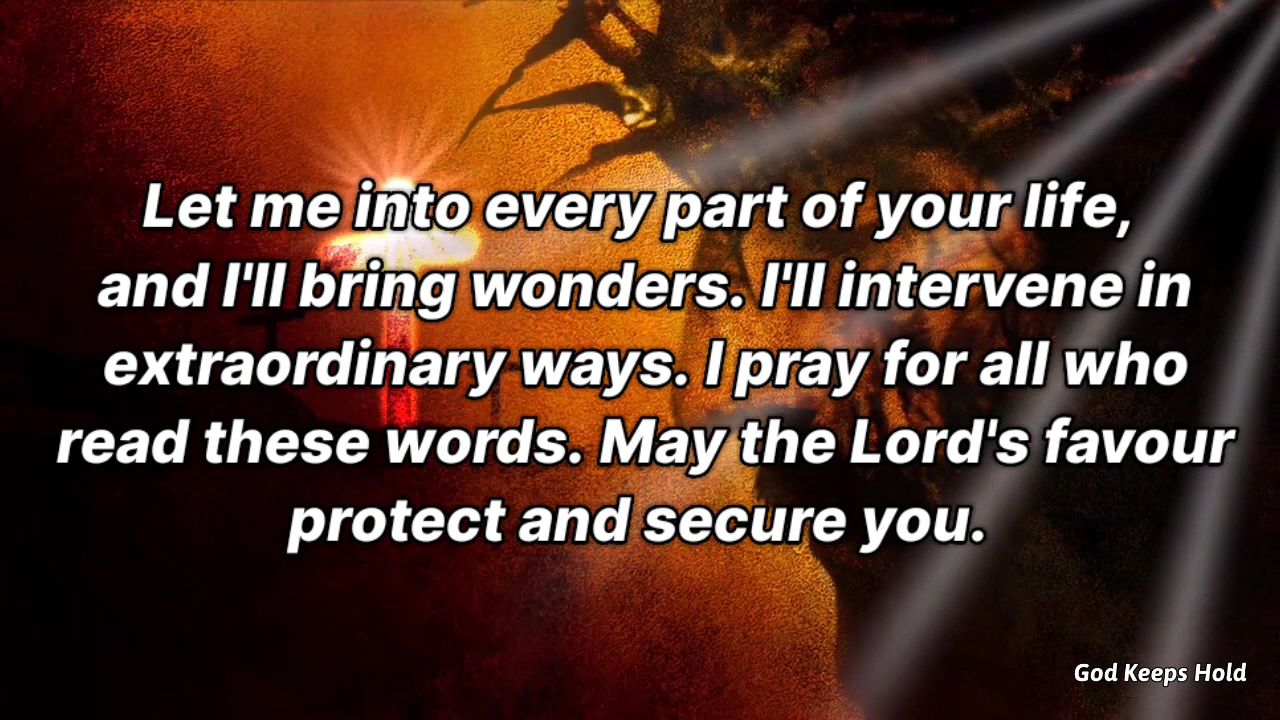 Let me into every part of your life,
and I'll bring wonders. I'll intervene in
extraordinary ways. I pray for all who
read these words. May the Lord's favour
protect and secure you.
God Keeps Hold